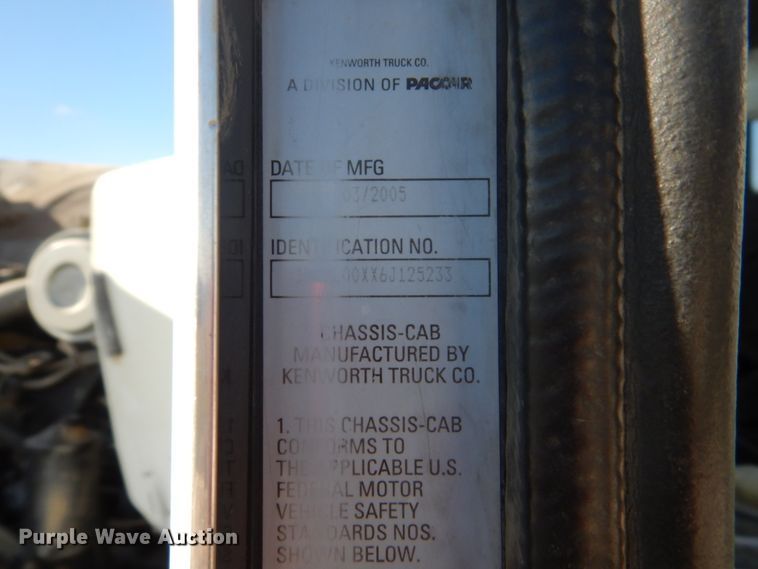 KENWORTH TRUCK CO.
A DIVISION OF PACCAR
DATE OF MFG
03/2005
IDENTIFICATION NO.
00XX6J125233
CHASSIS-CAB
MANUFACTURED BY
KENWORTH TRUCK CO.
1. THIS CHASSIS-CAB
CONFORMS TO
THE APPLICABLE U.S.
FEDERAL MOTOR
VEHICLE SAFETY
STANDARDS NOS.
SHOWN BELOW.
Purple Wave Auction